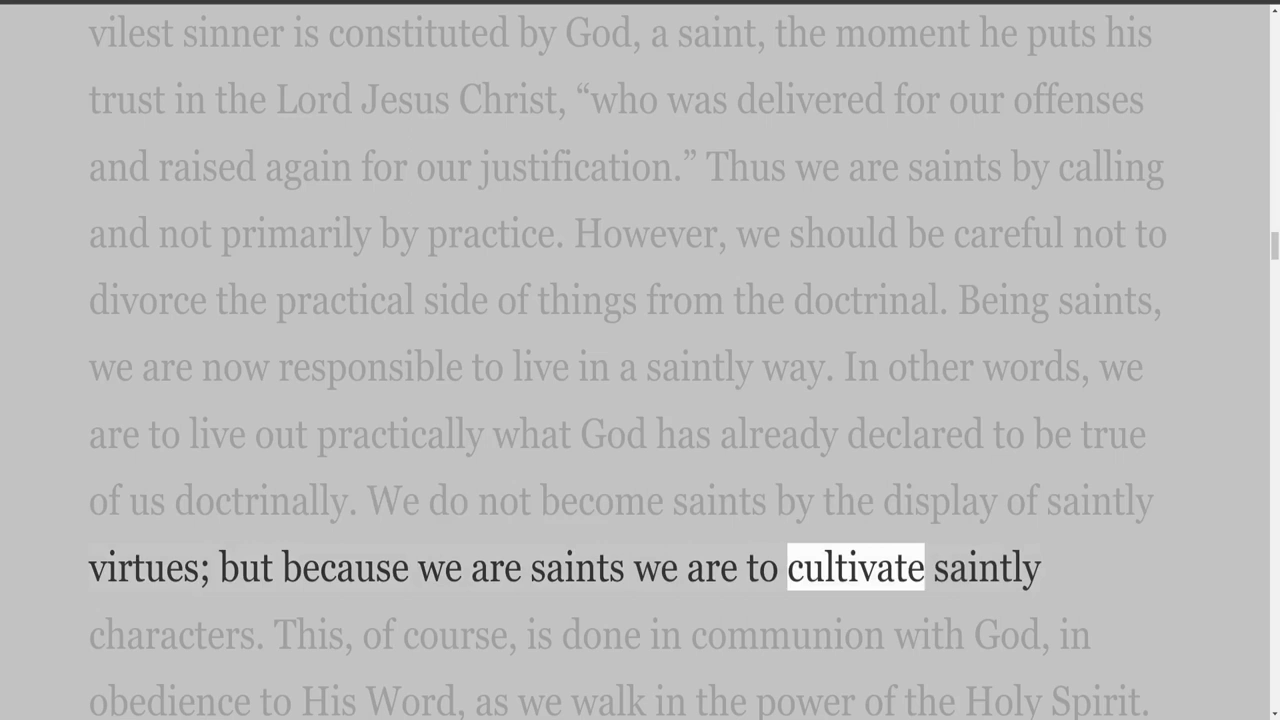 vilest sinner is constituted by God, a saint, the moment he puts his
trust in the Lord Jesus Christ, “who was delivered for our offenses
and raised again for our justification.” Thus we are saints by calling
and not primarily by practice. However, we should be careful not to
divorce the practical side of things from the doctrinal. Being saints,
we are now responsible to live in a saintly way. In other words, we
are to live out practically what God has already declared to be true
of us doctrinally. We do not become saints by the display of saintly
virtues; but because we are saints we are to cultivate saintly
characters. This, of course, is done in communion with God, in
obedience to His Word, as we walk in the power of the Holy Spirit.